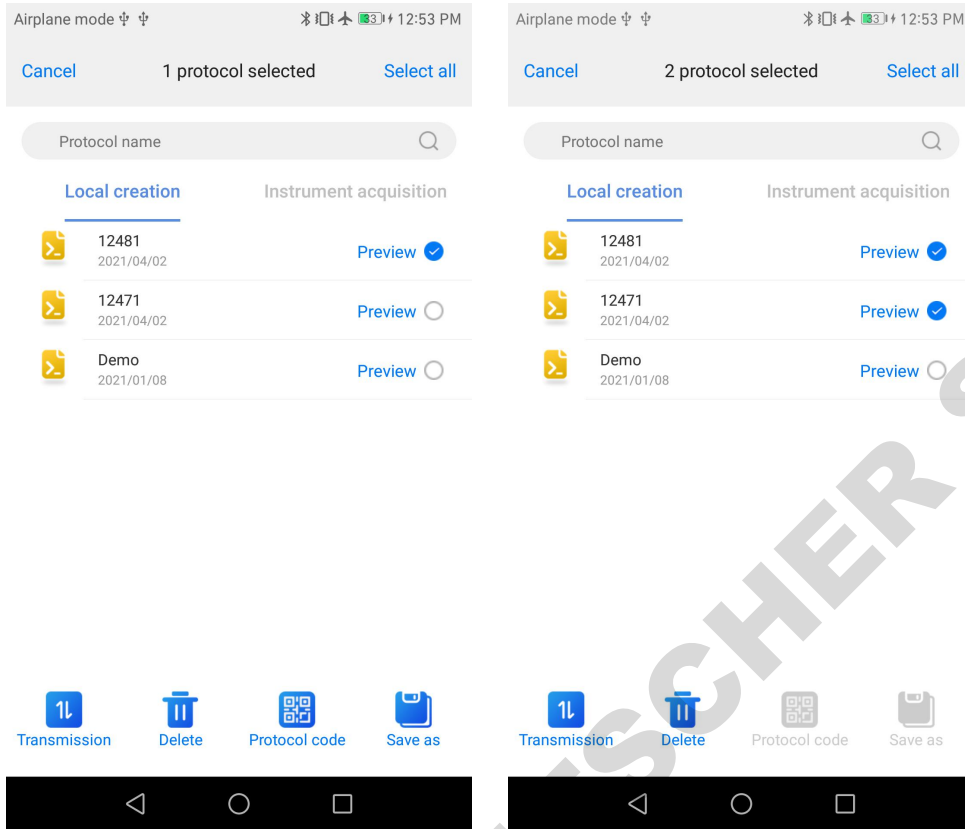 Airplane mode 33 12:53 PM
Cancel 1 protocol selected Select all
Protocol name
Local creation Instrument acquisition
12481
2021/04/02
Preview
12471
2021/04/02
Preview
Demo
2021/01/08
Preview
Transmission Delete Protocol code Save as
Airplane mode 33 12:53 PM
Cancel 2 protocol selected Select all
Protocol name
Local creation Instrument acquisition
12481
2021/04/02
Preview
12471
2021/04/02
Preview
Demo
2021/01/08
Preview
Transmission Delete Protocol code Save as